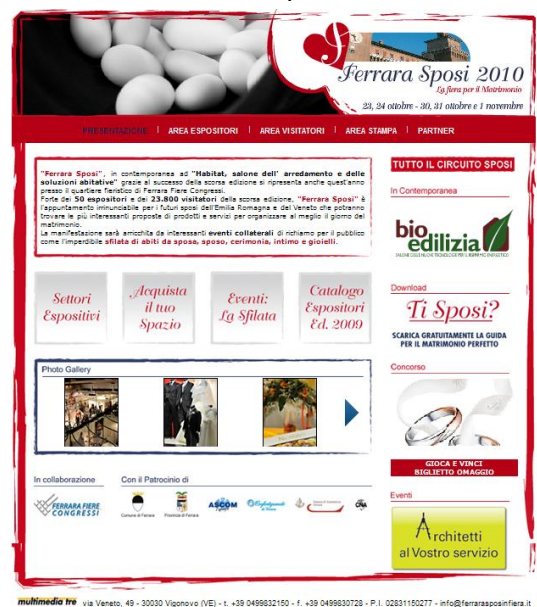 Ferrara Sposi 2010
La fiera per il Matrimonio
23, 24 ottobre - 30, 31 ottobre e 1 novembre
PRESENTAZIONE | AREA ESPOSITORI | AREA VISITATORI | AREA STAMPA | PARTNER
"Ferrara Sposi", in contemporanea ad "Habitat, salone dell' arredamento e delle
soluzioni abitative" grazie al successo della scorsa edizione si ripresenta anche quest'anno
presso il quartiere fieristico di Ferrara Fiere Congressi.
Forte dei 50 espositori e dei 23.800 visitatori della scorsa edizione, "Ferrara Sposi" è
l'appuntamento irrinunciabile per i futuri sposi dell'Emilia Romagna e del Veneto che potranno
trovare le più interessanti proposte di prodotti e servizi per organizzare al meglio il giorno del
matrimonio.
La manifestazione sarà arricchita da interessanti eventi collaterali di richiamo per il pubblico
come l'imperdibile sfilata di abiti da sposa, sposo, cerimonia, intimo e gioielli.
Settori
Espositivi
Acquista
il tuo
Spazio
Eventi:
La Sfilata
Catalogo
Espositori
Ed. 2009
Photo Gallery
In collaborazione
FERRARA FIERE
CONGRESSI
Con il Patrocinio di
Comune di Ferrara
Provincia di Ferrara
ASCOM
Confartigianato
CNA
TUTTO IL CIRCUITO SPOSI
In Contemporanea
bio
edilizia
Download
Ti Sposi?
SCARICA GRATUITAMENTE LA GUIDA
PER IL MATRIMONIO PERFETTO
Concorso
GIOCA E VINCI
BIGLIETTO OMAGGIO
Eventi
Architetti
al Vostro servizio
multimedia tre via Veneto, 49 - 30030 Vigonovo (VE) - t. +39 0499832150 - f. +39 0499830728 - P.I. 02831150277 - info@ferrarasposinfiera.it